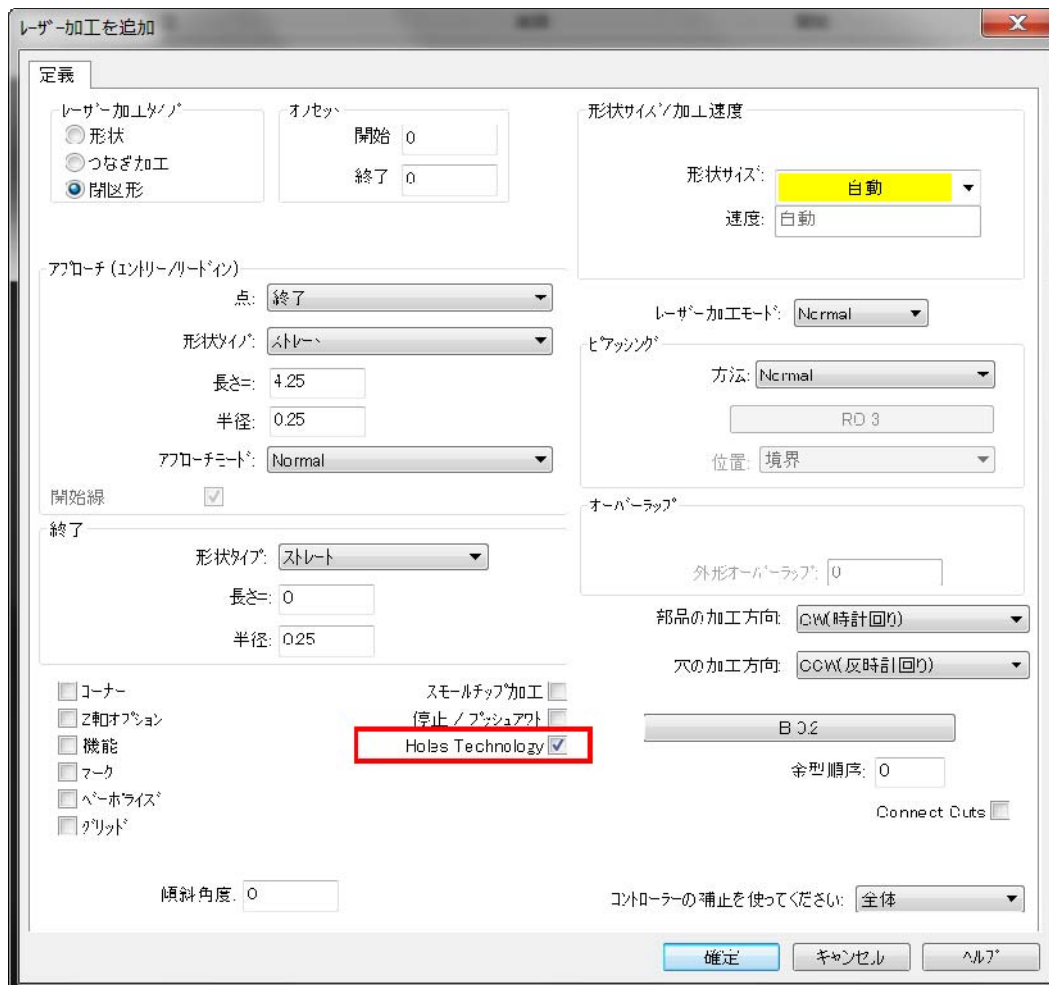 レーザー加工を追加
定義
レーザー加工タイプ
形状
つなぎ加工
閉図形
オフセット
開始 0
終了 0
形状サイズ/加工速度
形状サイズ: 自動
速度: 自動
アプローチ (エントリー/リードイン)
点: 終了
形状タイプ: ストレート
長さ=: 4.25
半径: 0.25
アプローチモード: Normal
開始線
レーザー加工モード: Normal
ピアッシング
方法: Normal
RO 3
位置: 境界
終了
形状タイプ: ストレート
長さ=: 0
半径: 0.25
オーバーラップ
外形オーバーラップ: 0
部品の加工方向: CW(時計回り)
穴の加工方向: CCW(反時計回り)
コーナー
Z軸オプション
機能
マーク
ベーポライズ
グリッド
スモールチップ加工
停止 / プッシュアウト
Holes Technology
金型順序: 0
Connect Cuts
傾斜角度: 0
コントローラーの補正を使ってください: 全体
確定
キャンセル
ヘルプ